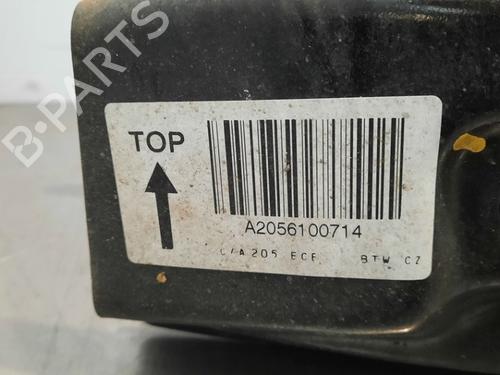 B-PARTS
TOP
A2056100714
C/A 205 ECE BTW CZ